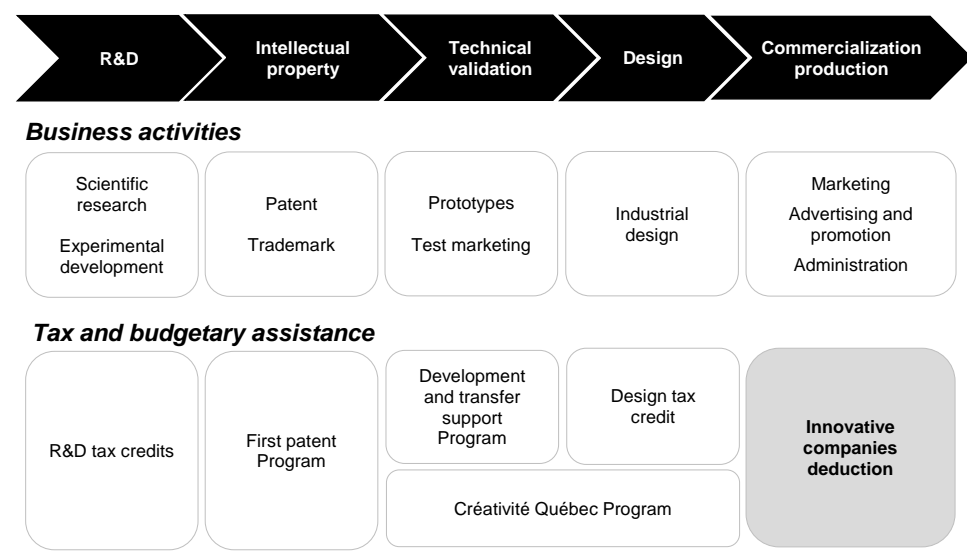 R&D
Intellectual
property
Technical
validation
Design
Commercialization
production
Business activities
Scientific
research
Experimental
development
Patent
Trademark
Prototypes
Test marketing
Industrial
design
Marketing
Advertising and
promotion
Administration
Tax and budgetary assistance
R&D tax credits
First patent
Program
Development
and transfer
support
Program
Design tax
credit
Créativité Québec Program
Innovative
companies
deduction